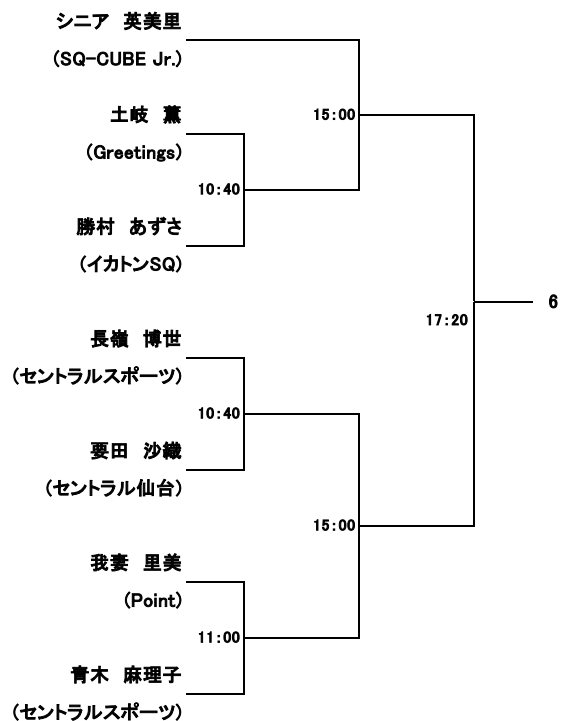 シニア　英美里
(SQ-CUBE Jr.)
15:00
土岐　薫
(Greetings)
10:40
勝村　あずさ
(イカトンSQ)
6
17:20
長嶺　博世
(セントラルスポーツ)
10:40
要田　沙織
(セントラル仙台)
15:00
我妻　里美
(Point)
11:00
青木　麻理子
(セントラルスポーツ)